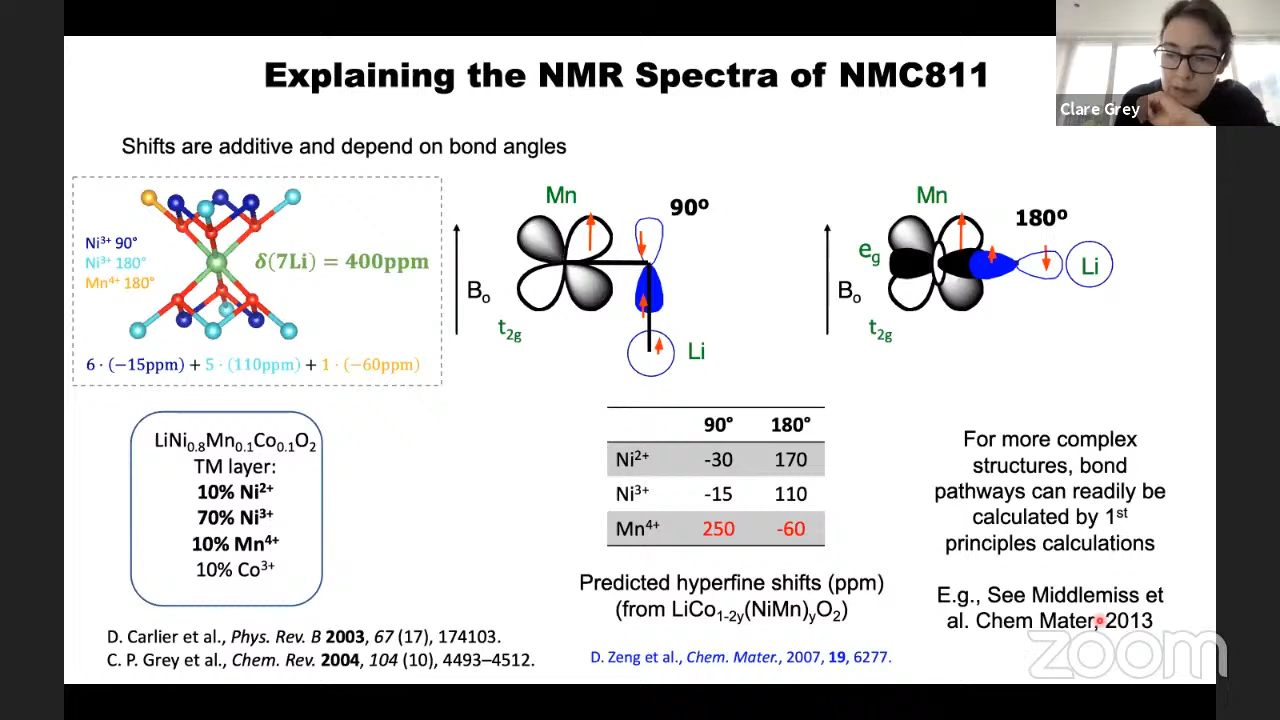 Explaining the NMR Spectra of NMC811
Clare Grey
Shifts are additive and depend on bond angles
Ni³⁺ 90°
Ni³⁺ 180°
Mn⁴⁺ 180°
δ(7Li) = 400ppm
6 · (−15ppm) + 5 · (110ppm) + 1 · (−60ppm)
Mn
90º
B₀
t₂g
Li
Mn
180º
e_g
Li
B₀
t₂g
LiNi₀.₈Mn₀.₁Co₀.₁O₂
TM layer:
10% Ni²⁺
70% Ni³⁺
10% Mn⁴⁺
10% Co³⁺
90° 180°
Ni²⁺ -30 170
Ni³⁺ -15 110
Mn⁴⁺ 250 -60
Predicted hyperfine shifts (ppm)
(from LiCo₁₋₂y(NiMn)yO₂)
D. Zeng et al., Chem. Mater., 2007, 19, 6277.
For more complex
structures, bond
pathways can readily be
calculated by 1ˢᵗ
principles calculations
E.g., See Middlemiss et
al. Chem Mater, 2013
D. Carlier et al., Phys. Rev. B 2003, 67 (17), 174103.
C. P. Grey et al., Chem. Rev. 2004, 104 (10), 4493–4512.
zoom